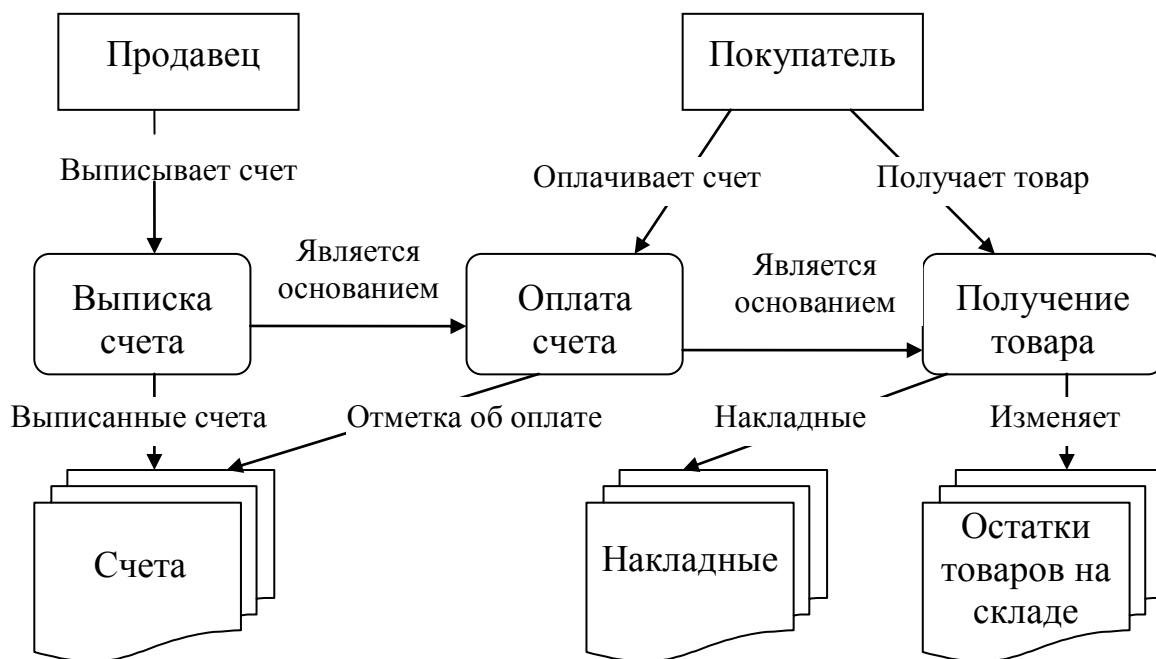 Продавец
Покупатель
Выписывает счет
Оплачивает счет
Получает товар
Является
основанием
Является
основанием
Выписка
счета
Оплата
счета
Получение
товара
Выписанные счета
Отметка об оплате
Накладные
Изменяет
Счета
Накладные
Остатки
товаров на
складе